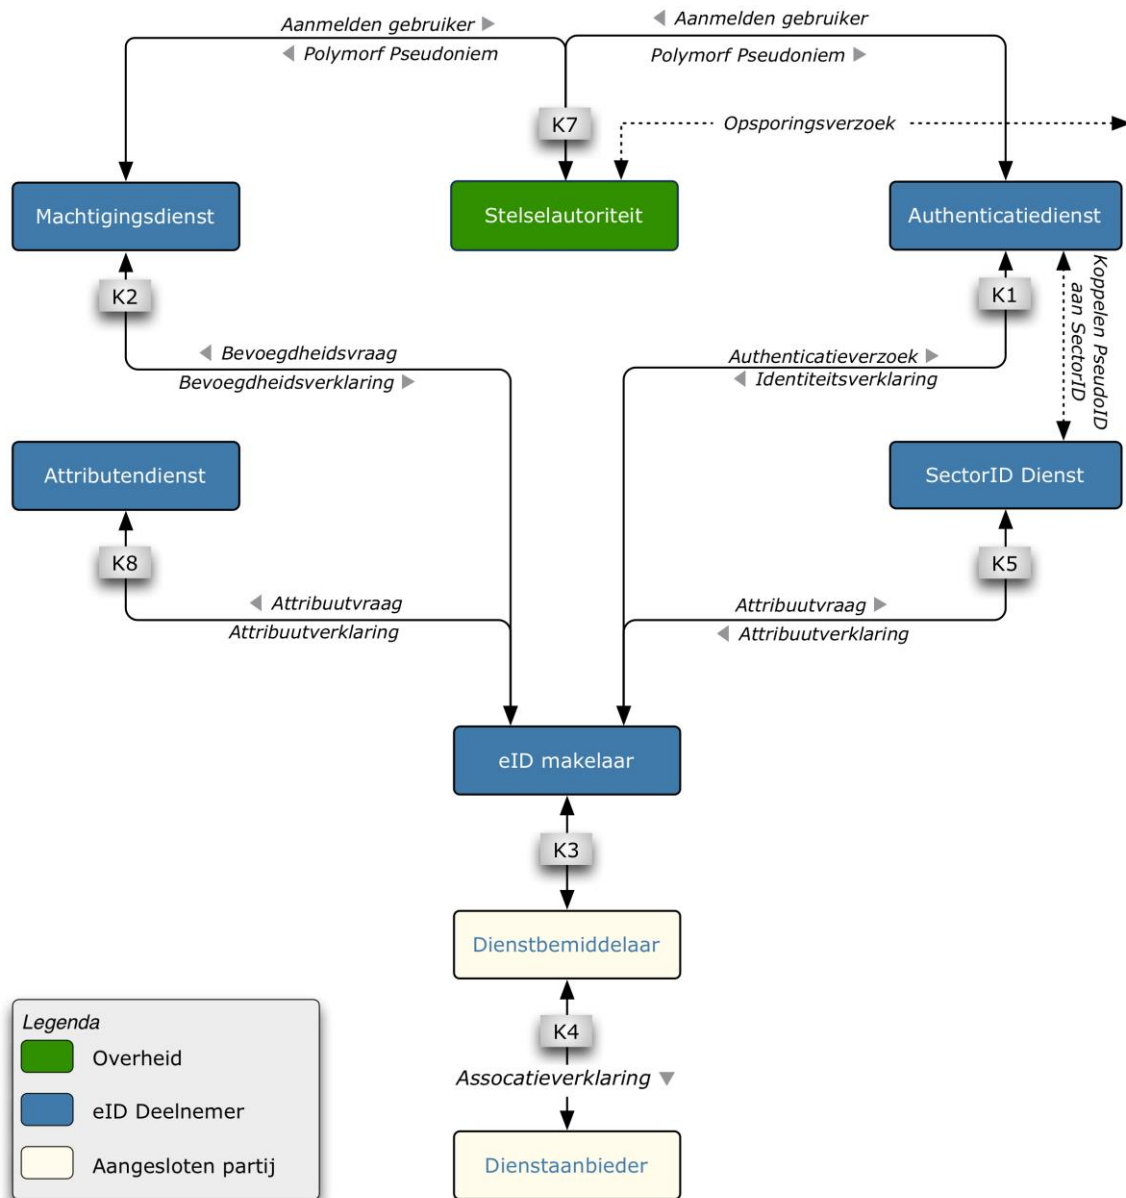 Aanmelden gebruiker
Polymorf Pseudoniem
Aanmelden gebruiker
Polymorf Pseudoniem
K7
Opsporingsverzoek
Machtigingsdienst
Stelselautoriteit
Authenticatiedienst
K2
K1
Koppelen PseudoID
aan SectorID
Bevoegdheidsvraag
Bevoegdheidsverklaring
Authenticatieverzoek
Identiteitsverklaring
Attributendienst
SectorID Dienst
K8
K5
Attribuutvraag
Attribuutverklaring
Attribuutvraag
Attribuutverklaring
eID makelaar
K3
Dienstbemiddelaar
K4
Assocatieverklaring
Dienstaanbieder
Legenda
Overheid
eID Deelnemer
Aangesloten partij